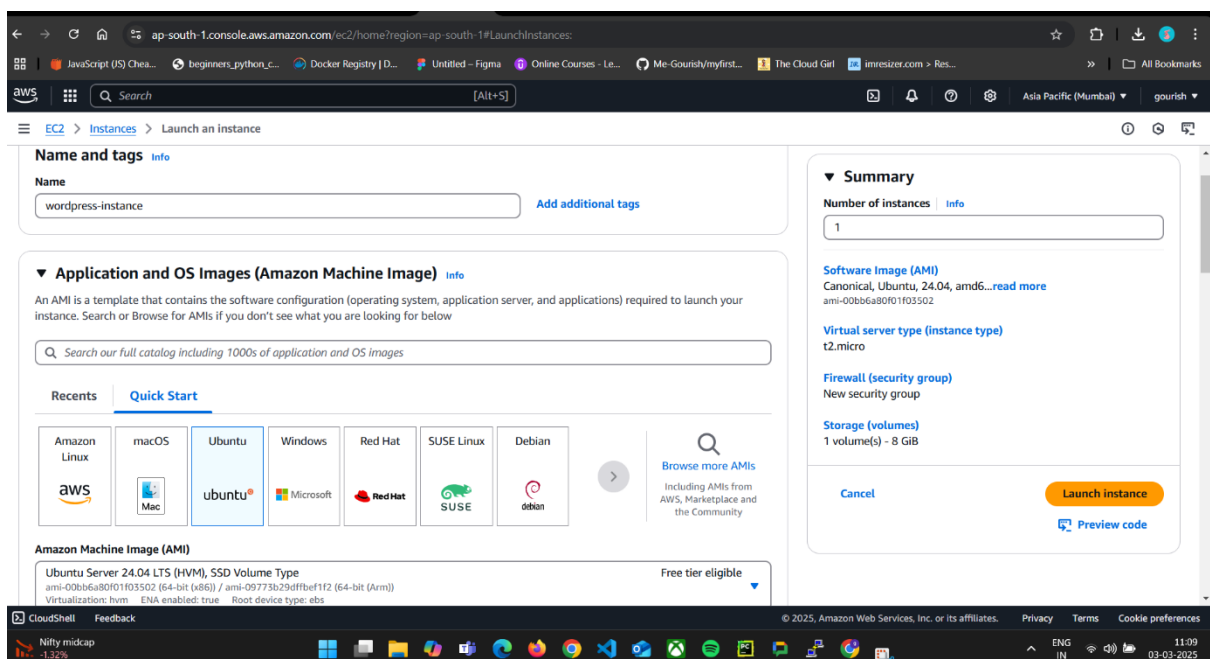 ap-south-1.console.aws.amazon.com/ec2/home?region=ap-south-1#LaunchInstances:
JavaScript (JS) Chea... beginners_python_c... Docker Registry | D... Untitled – Figma Online Courses - Le... Me-Gourish/myfirst... The Cloud Girl imresizer.com > Res... » All Bookmarks
aws Search [Alt+S] Asia Pacific (Mumbai) ▼ gourish ▼
EC2 > Instances > Launch an instance
Name and tags Info
Name
wordpress-instance Add additional tags
▼ Application and OS Images (Amazon Machine Image) Info
An AMI is a template that contains the software configuration (operating system, application server, and applications) required to launch your
instance. Search or Browse for AMIs if you don't see what you are looking for
below
Search our full catalog including 1000s of application and OS images
Recents Quick Start
Amazon Linux
aws
macOS
Mac
Ubuntu
ubuntu®
Windows
Microsoft
Red Hat
Red Hat
SUSE Linux
SUSE
Debian
debian
Browse more AMIs
Including AMIs from
AWS, Marketplace and
the Community
Amazon Machine Image (AMI)
Ubuntu Server 24.04 LTS (HVM), SSD Volume Type Free tier eligible
ami-00bb6a80f01f03502 (64-bit (x86)) / ami-09773b29dffbef1f2 (64-bit (Arm))
Virtualization: hvm ENA enabled: true Root device type: ebs
▼ Summary
Number of instances Info
1
Software Image (AMI)
Canonical, Ubuntu, 24.04, amd6...read more
ami-00bb6a80f01f03502
Virtual server type (instance type)
t2.micro
Firewall (security group)
New security group
Storage (volumes)
1 volume(s) - 8 GiB
Cancel Launch instance
Preview code
CloudShell Feedback © 2025, Amazon Web Services, Inc. or its affiliates. Privacy Terms Cookie preferences
Nifty midcap
-1.32%
ENG
IN
11:09
03-03-2025